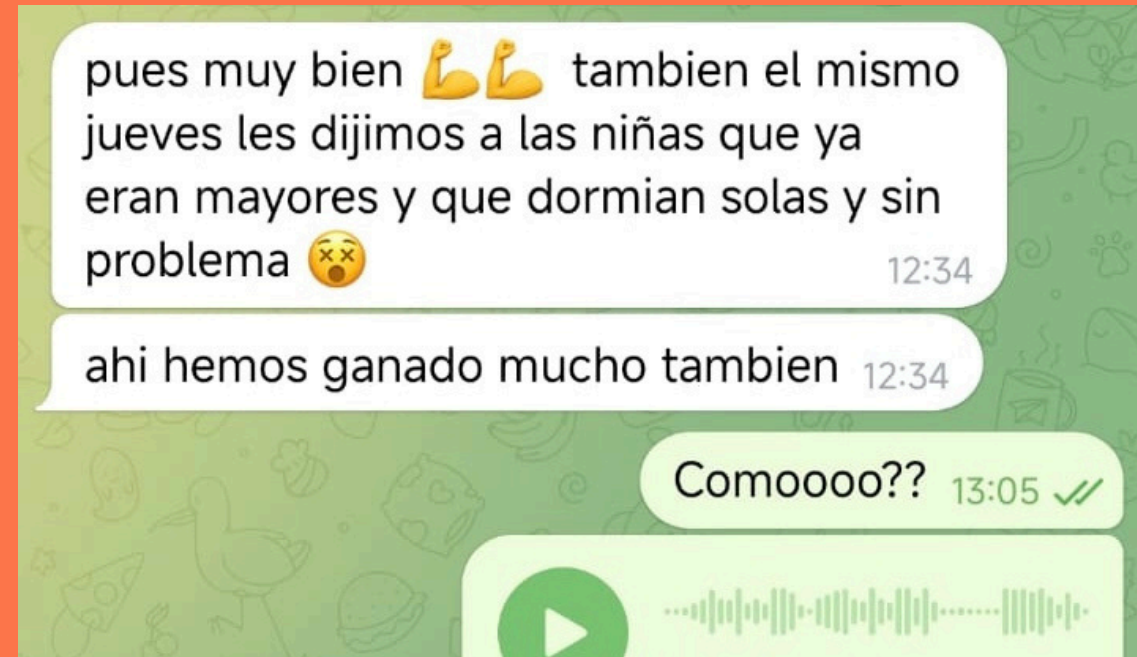 pues muy bien 💪💪 tambien el mismo
jueves les dijimos a las niñas que ya
eran mayores y que dormian solas y sin
problema 😵 12:34
ahi hemos ganado mucho tambien 12:34
Comoooo?? 13:05